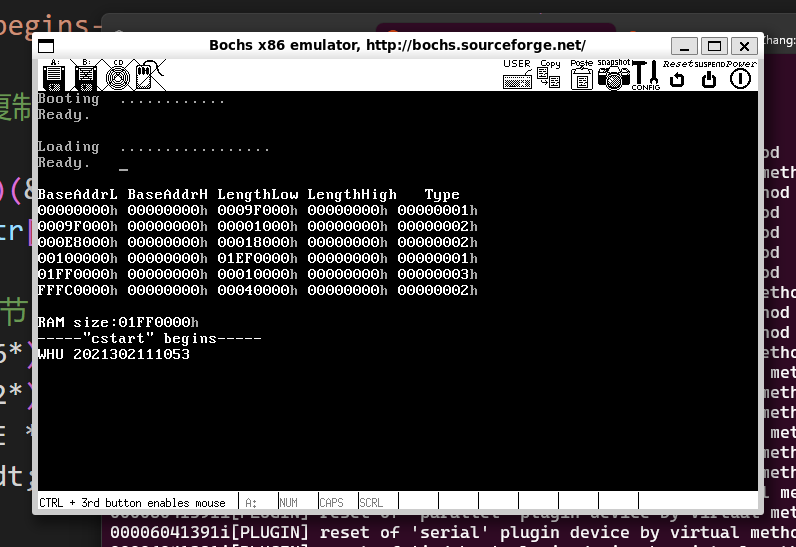 begins-
Bochs x86 emulator, http://bochs.sourceforge.net/
Chang:
A: B: CD USER Copy Paste snapshot CONFIG Reset SUSPEND Power
Booting ............
Ready.
Loading .................
Ready. _
BaseAddrL BaseAddrH LengthLow LengthHigh Type
00000000h 00000000h 0009F000h 00000000h 00000001h
0009F000h 00000000h 00001000h 00000000h 00000002h
000E8000h 00000000h 00018000h 00000000h 00000002h
00100000h 00000000h 01EF0000h 00000000h 00000001h
01FF0000h 00000000h 00010000h 00000000h 00000003h
FFFC0000h 00000000h 00040000h 00000000h 00000002h
RAM size:01FF0000h
-----"cstart" begins-----
WHU 2021302111053
CTRL + 3rd button enables mouse A: NUM CAPS SCRL
00006041391i[PLUGIN] reset of 'serial' plugin device by virtual metho